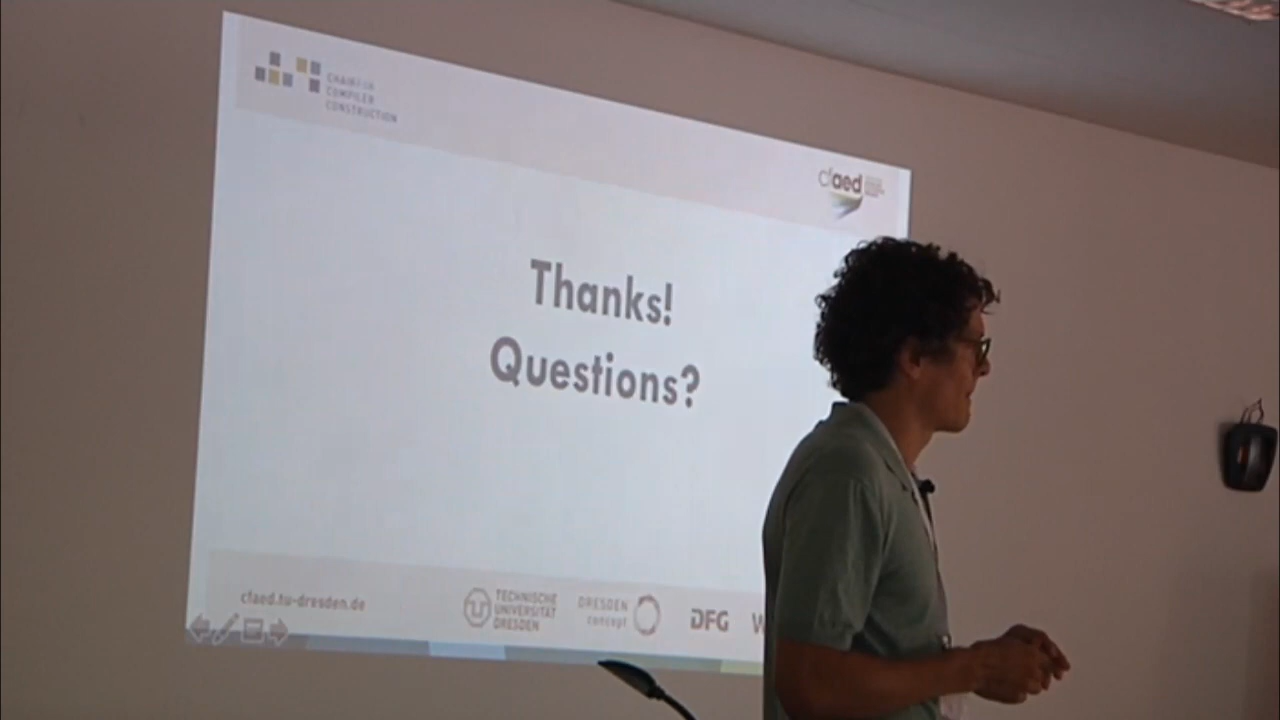 CHAIR FOR
COMPILER
CONSTRUCTION
cfaed
Thanks!
Questions?
cfaed.tu-dresden.de
TECHNISCHE
UNIVERSITÄT
DRESDEN
DRESDEN
concept
DFG
W